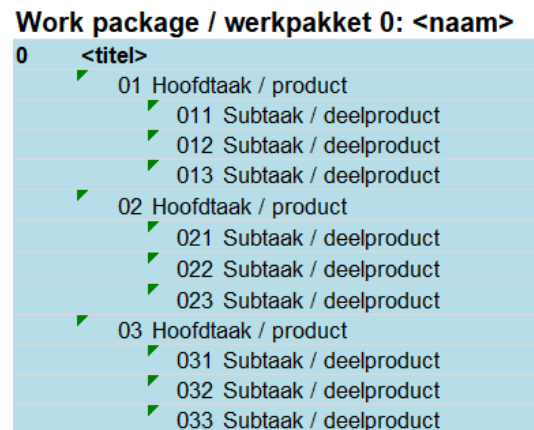 Work package / werkpakket 0: <naam>
0 <titel>
01 Hoofdtaak / product
011 Subtaak / deelproduct
012 Subtaak / deelproduct
013 Subtaak / deelproduct
02 Hoofdtaak / product
021 Subtaak / deelproduct
022 Subtaak / deelproduct
023 Subtaak / deelproduct
03 Hoofdtaak / product
031 Subtaak / deelproduct
032 Subtaak / deelproduct
033 Subtaak / deelproduct